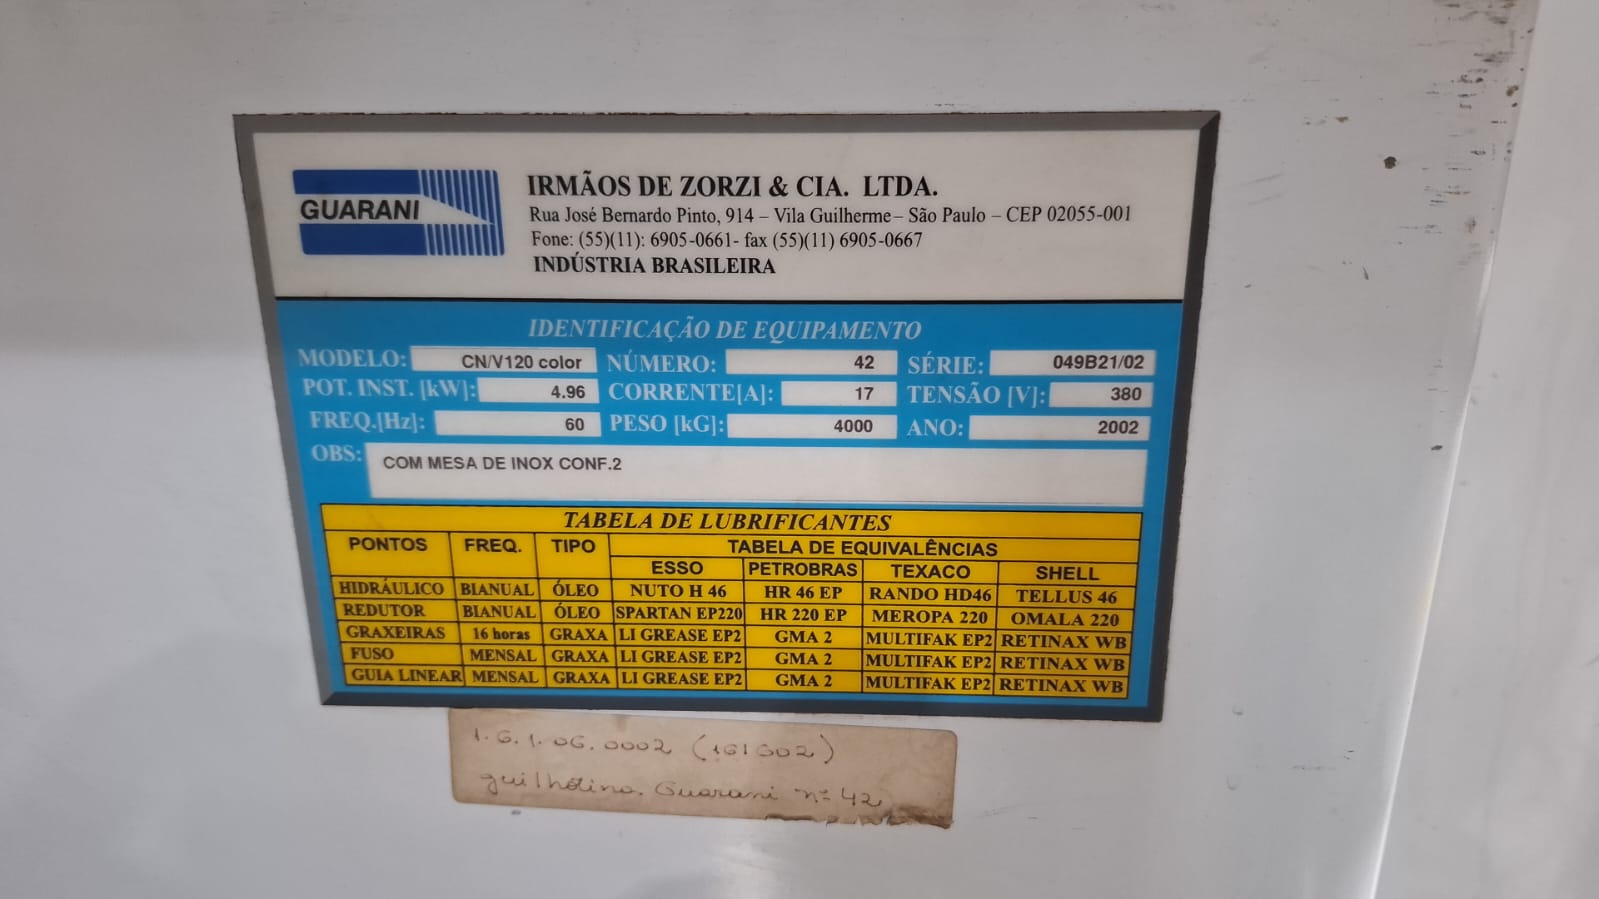 GUARANI
IRMÃOS DE ZORZI & CIA. LTDA.
Rua José Bernardo Pinto, 914 – Vila Guilherme – São Paulo – CEP 02055-001
Fone: (55)(11): 6905-0661- fax (55)(11) 6905-0667
INDÚSTRIA BRASILEIRA
IDENTIFICAÇÃO DE EQUIPAMENTO
MODELO: CN/V120 color NÚMERO: 42 SÉRIE: 049B21/02
POT. INST. [kW]: 4.96 CORRENTE[A]: 17 TENSÃO [V]: 380
FREQ.[Hz]: 60 PESO [kG]: 4000 ANO: 2002
OBS: COM MESA DE INOX CONF.2
TABELA DE LUBRIFICANTES
PONTOS FREQ. TIPO TABELA DE EQUIVALÊNCIAS
ESSO PETROBRAS TEXACO SHELL
HIDRÁULICO BIANUAL ÓLEO NUTO H 46 HR 46 EP RANDO HD46 TELLUS 46
REDUTOR BIANUAL ÓLEO SPARTAN EP220 HR 220 EP MEROPA 220 OMALA 220
GRAXEIRAS 16 horas GRAXA LI GREASE EP2 GMA 2 MULTIFAK EP2 RETINAX WB
FUSO MENSAL GRAXA LI GREASE EP2 GMA 2 MULTIFAK EP2 RETINAX WB
GUIA LINEAR MENSAL GRAXA LI GREASE EP2 GMA 2 MULTIFAK EP2 RETINAX WB
1.6.1.06.0002
guilhotina. Guarani nº 42